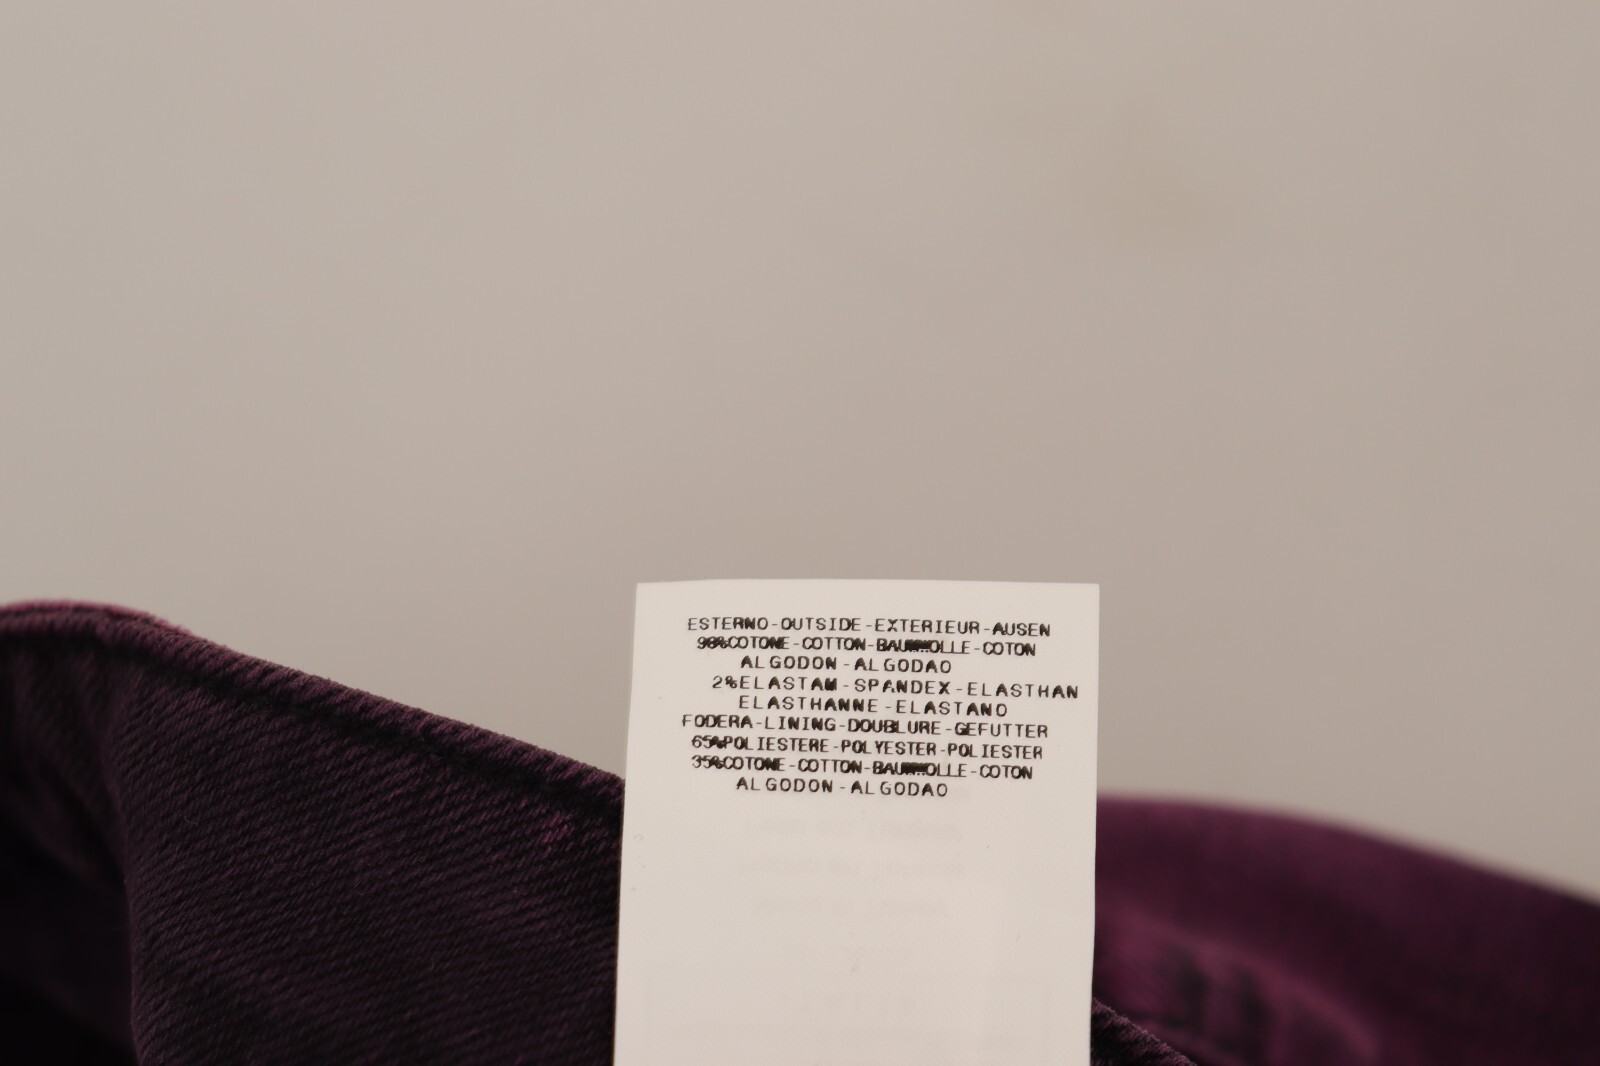 ESTERNO-OUTSIDE-EXTERIEUR-AUSEN
98%COTONE-COTTON-BAUMWOLLE-COTON
ALGODON-ALGODAO
2%ELASTAM-SPANDEX-ELASTHAN
ELASTHANNE-ELASTANO
FODERA-LINING-DOUBLURE-GEFUTTER
65%POLIESTERE-POLYESTER-POLIESTER
35%COTONE-COTTON-BAUMWOLLE-COTON
ALGODON-ALGODAO